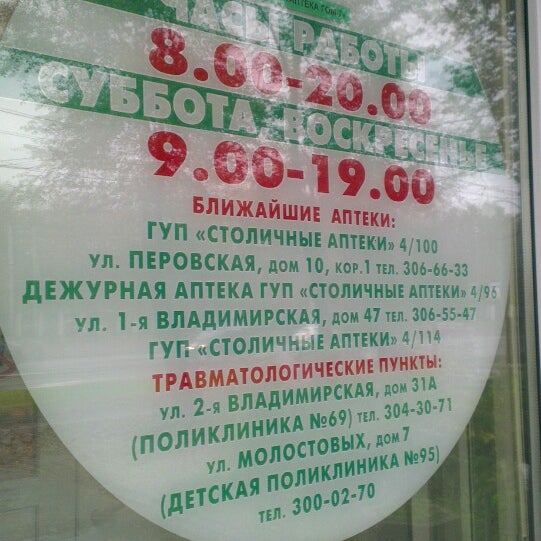 АПТЕКА
ЧАСЫ РАБОТЫ
8.00-20.00
СУББОТА, ВОСКРЕСЕНЬЕ
9.00-19.00
БЛИЖАЙШИЕ АПТЕКИ:
ГУП «СТОЛИЧНЫЕ АПТЕКИ» 4/100
УЛ. ПЕРОВСКАЯ, ДОМ 10, КОР.1 ТЕЛ. 306-66-33
ДЕЖУРНАЯ АПТЕКА ГУП «СТОЛИЧНЫЕ АПТЕКИ» 4/96
УЛ. 1-Я ВЛАДИМИРСКАЯ, ДОМ 47 ТЕЛ. 306-55-47
ГУП «СТОЛИЧНЫЕ АПТЕКИ» 4/114
ТРАВМАТОЛОГИЧЕСКИЕ ПУНКТЫ:
УЛ. 2-Я ВЛАДИМИРСКАЯ, ДОМ 31А
(ПОЛИКЛИНИКА №69) ТЕЛ. 304-30-71
УЛ. МОЛОСТОВЫХ, ДОМ 7
(ДЕТСКАЯ ПОЛИКЛИНИКА №95)
ТЕЛ. 300-02-70